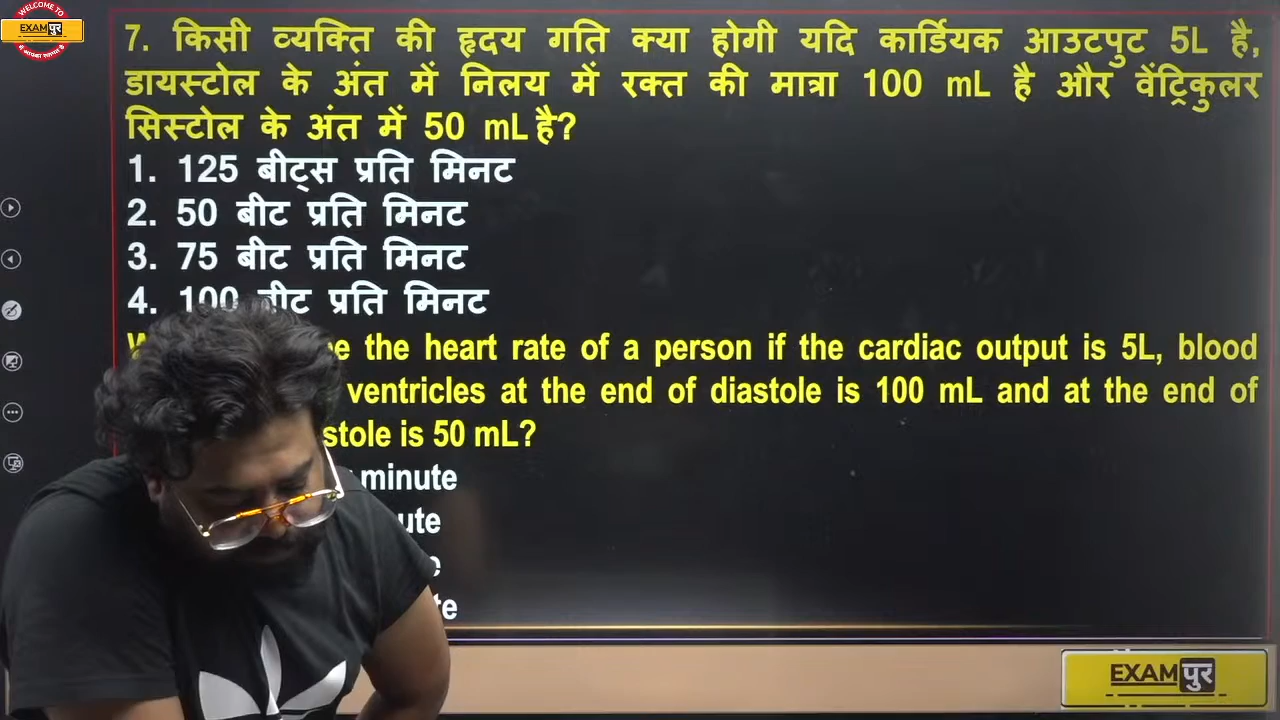 WELCOME TO
EXAMपुर
7. किसी व्यक्ति की हृदय गति क्या होगी यदि कार्डियक आउटपुट 5L है,
डायस्टोल के अंत में निलय में रक्त की मात्रा 100 mL है और वेंट्रिकुलर
सिस्टोल के अंत में 50 mL है?
1. 125 बीट्स प्रति मिनट
2. 50 बीट प्रति मिनट
3. 75 बीट प्रति मिनट
4. 100 बीट प्रति मिनट
the heart rate of a person if the cardiac output is 5L, blood
ventricles at the end of diastole is 100 mL and at the end of
stole is 50 mL?
minute
ute
e
te
EXAMपुर